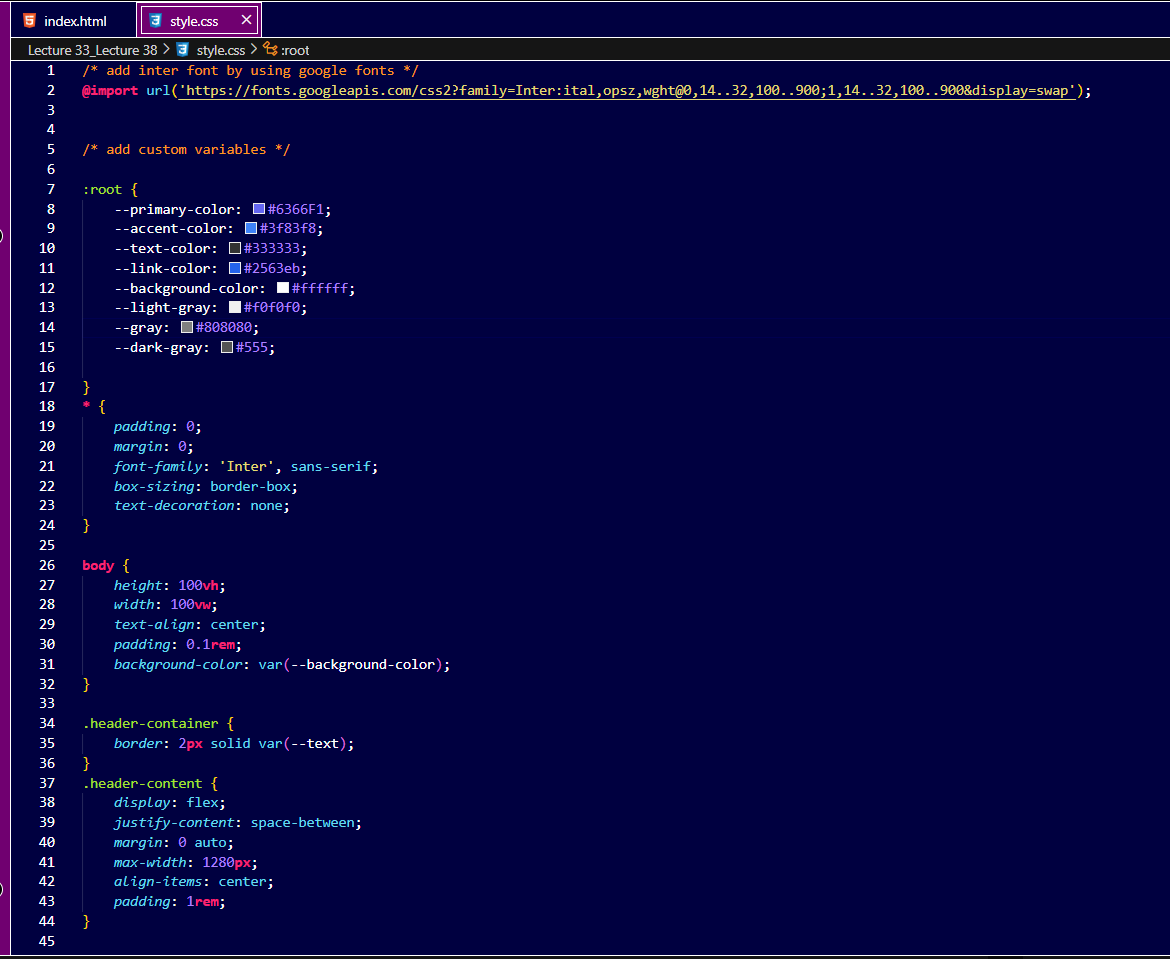 index.html
style.css
Lecture 33_Lecture 38 > style.css > :root
1 /* add inter font by using google fonts */
2 @import url('https://fonts.googleapis.com/css2?family=Inter:ital,opsz,wght@0,14..32,100..900;1,14..32,100..900&display=swap');
3
4
5 /* add custom variables */
6
7 :root {
8 --primary-color: #6366F1;
9 --accent-color: #3f83f8;
10 --text-color: #333333;
11 --link-color: #2563eb;
12 --background-color: #ffffff;
13 --light-gray: #f0f0f0;
14 --gray: #808080;
15 --dark-gray: #555;
16
17 }
18 * {
19 padding: 0;
20 margin: 0;
21 font-family: 'Inter', sans-serif;
22 box-sizing: border-box;
23 text-decoration: none;
24 }
25
26 body {
27 height: 100vh;
28 width: 100vw;
29 text-align: center;
30 padding: 0.1rem;
31 background-color: var(--background-color);
32 }
33
34 .header-container {
35 border: 2px solid var(--text);
36 }
37 .header-content {
38 display: flex;
39 justify-content: space-between;
40 margin: 0 auto;
41 max-width: 1280px;
42 align-items: center;
43 padding: 1rem;
44 }
45